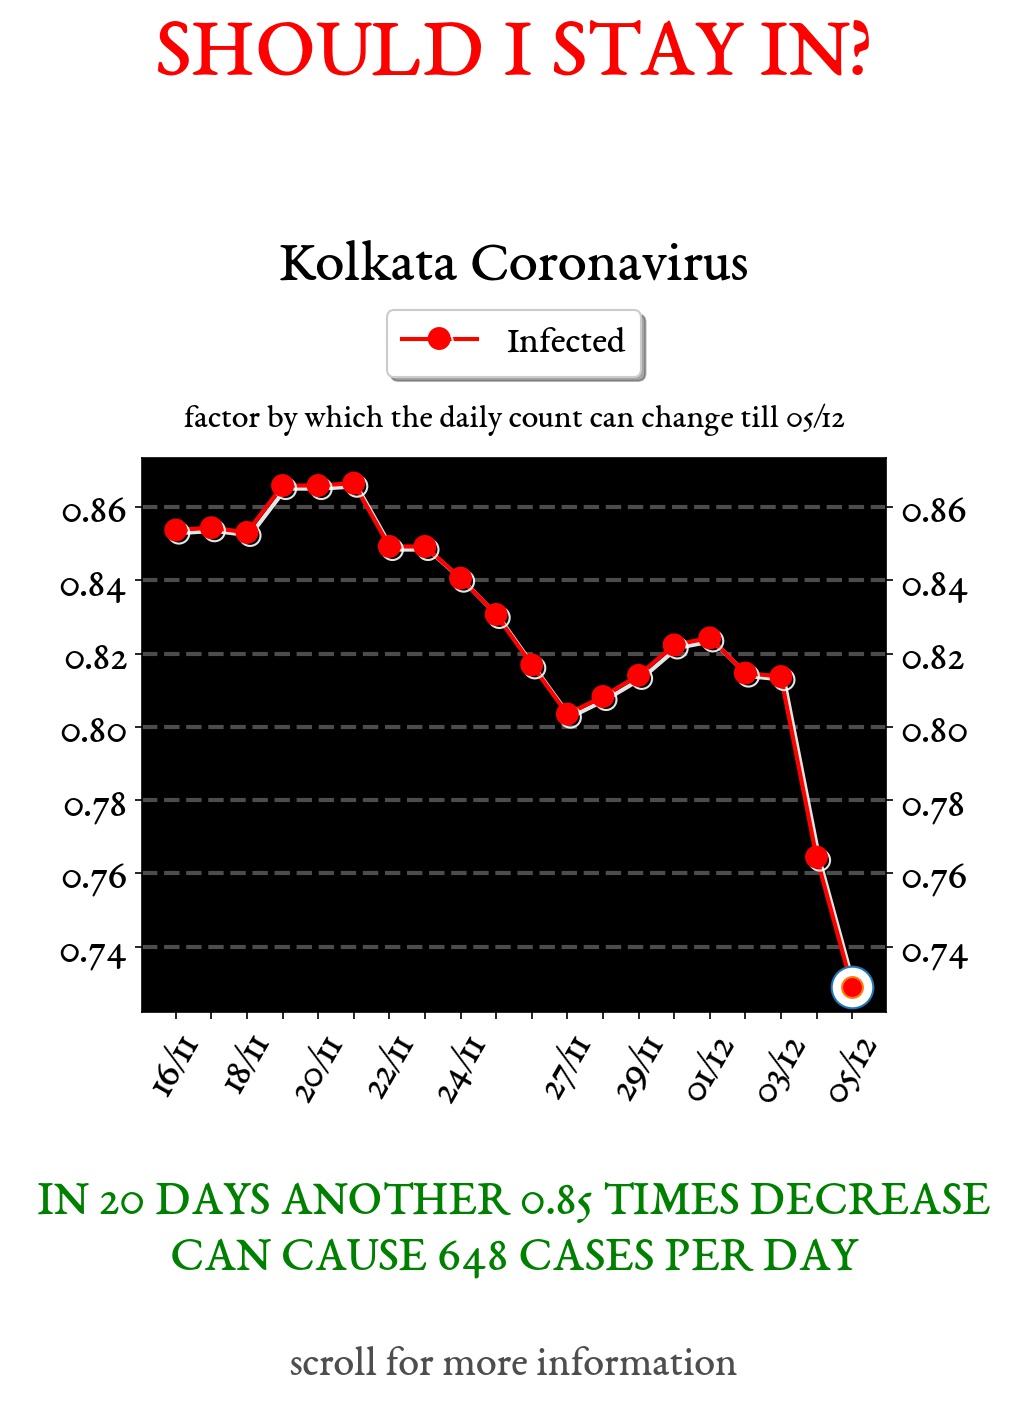 SHOULD I STAY IN?
Kolkata Coronavirus
Infected
factor by which the daily count can change till 05/12
0.86 0.86
0.84 0.84
0.82 0.82
0.80 0.80
0.78 0.78
0.76 0.76
0.74 0.74
16/11 18/11 20/11 22/11 24/11 27/11 29/11 01/12 03/12 05/12
IN 20 DAYS ANOTHER 0.85 TIMES DECREASE
CAN CAUSE 648 CASES PER DAY
scroll for more information